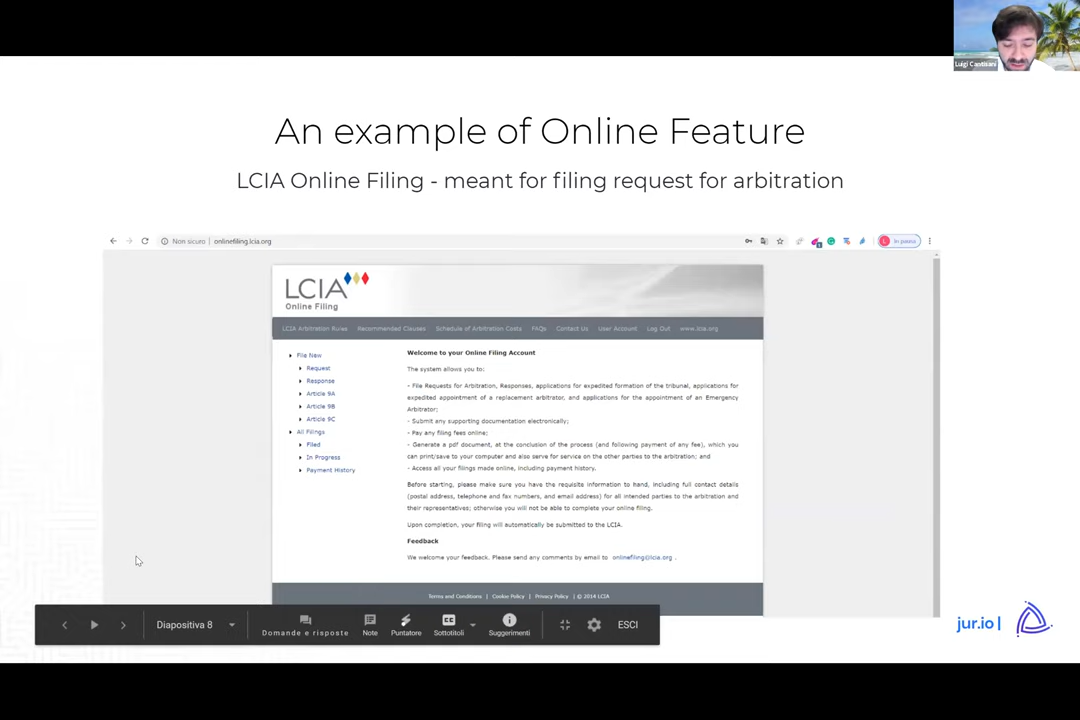 Luigi Cantisani
An example of Online Feature
LCIA Online Filing - meant for filing request for arbitration
Non sicuro | onlinefiling.lcia.org
L In pausa
LCIA
Online Filing
LCIA Arbitration Rules Recommended Clauses Schedule of Arbitration Costs FAQs Contact Us User Account Log Out www.lcia.org
File New
Request
Response
Article 9A
Article 9B
Article 9C
All Filings
Filed
In Progress
Payment History
Welcome to your Online Filing Account
The system allows you to:
- File Requests for Arbitration, Responses, applications for expedited formation of the tribunal, applications for
expedited appointment of a replacement arbitrator, and applications for the appointment of an Emergency
Arbitrator;
- Submit any supporting documentation electronically;
- Pay any filing fees online;
- Generate a pdf document, at the conclusion of the process (and following payment of any fee), which you
can print/save to your computer and also serve for service on the other parties to the arbitration; and
- Access all your filings made online, including payment history.
Before starting, please make sure you have the requisite information to hand, including full contact details
(postal address, telephone and fax numbers, and email address) for all intended parties to the arbitration and
their representatives; otherwise you will not be able to complete your online filing.
Upon completion, your filing will automatically be submitted to the LCIA.
Feedback
We welcome your feedback. Please send any comments by email to onlinefiling@lcia.org .
Terms and Conditions | Cookie Policy | Privacy Policy | © 2014 LCIA
Diapositiva 8
Domande e risposte
Note
Puntatore
Sottotitoli
Suggerimenti
ESCI
jur.io |